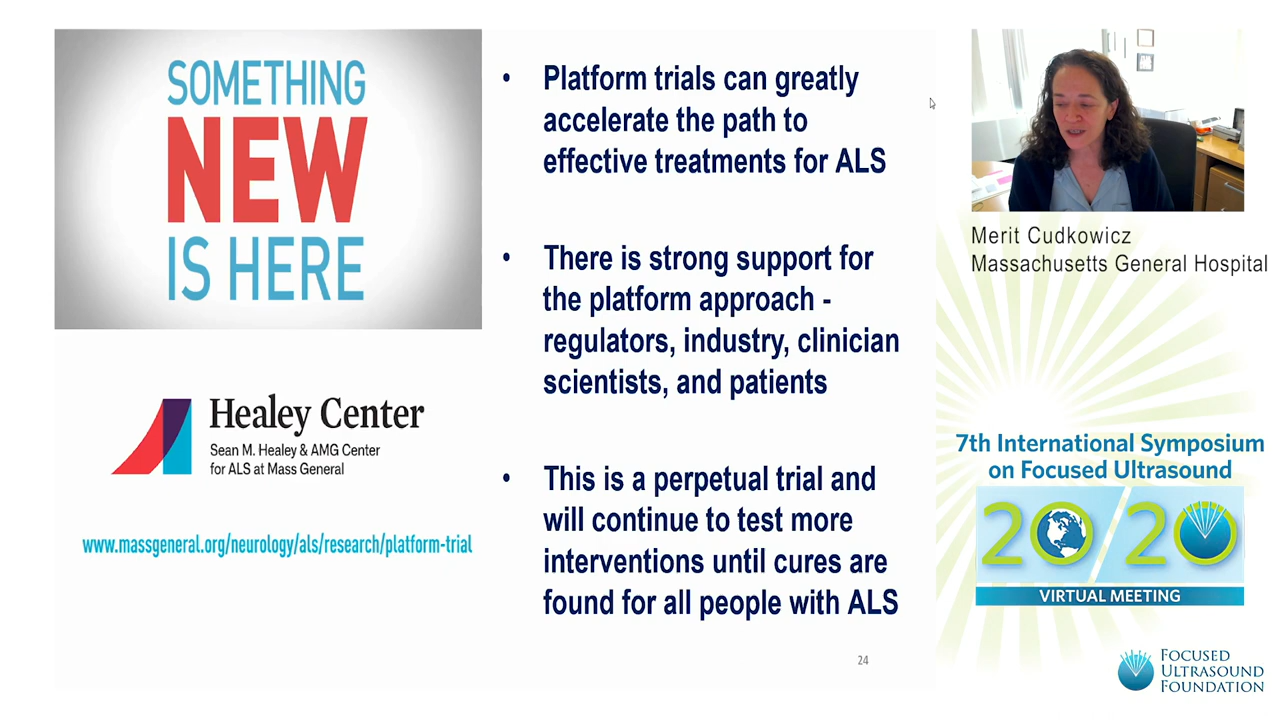 SOMETHING
NEW
IS HERE
Healey Center
Sean M. Healey & AMG Center
for ALS at Mass General
www.massgeneral.org/neurology/als/research/platform-trial
• Platform trials can greatly
accelerate the path to
effective treatments for ALS
• There is strong support for
the platform approach -
regulators, industry, clinician
scientists, and patients
• This is a perpetual trial and
will continue to test more
interventions until cures are
found for all people with ALS
24
Merit Cudkowicz
Massachusetts General Hospital
7th International Symposium
on Focused Ultrasound
20/20
VIRTUAL MEETING
FOCUSED
ULTRASOUND
FOUNDATION